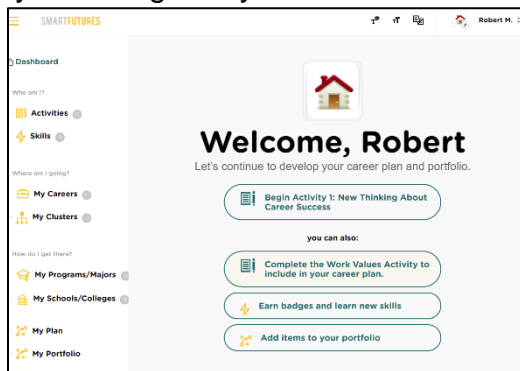 SMARTFUTURES
Robert M.
Dashboard
Who am I?
Activities
Skills
Where am I going?
My Careers
My Clusters
How do I get there?
My Programs/Majors
My Schools/Colleges
My Plan
My Portfolio
Welcome, Robert
Let's continue to develop your career plan and portfolio.
Begin Activity 1: New Thinking About
Career Success
you can also:
Complete the Work Values Activity to
include in your career plan.
Earn badges and learn new skills
Add items to your portfolio